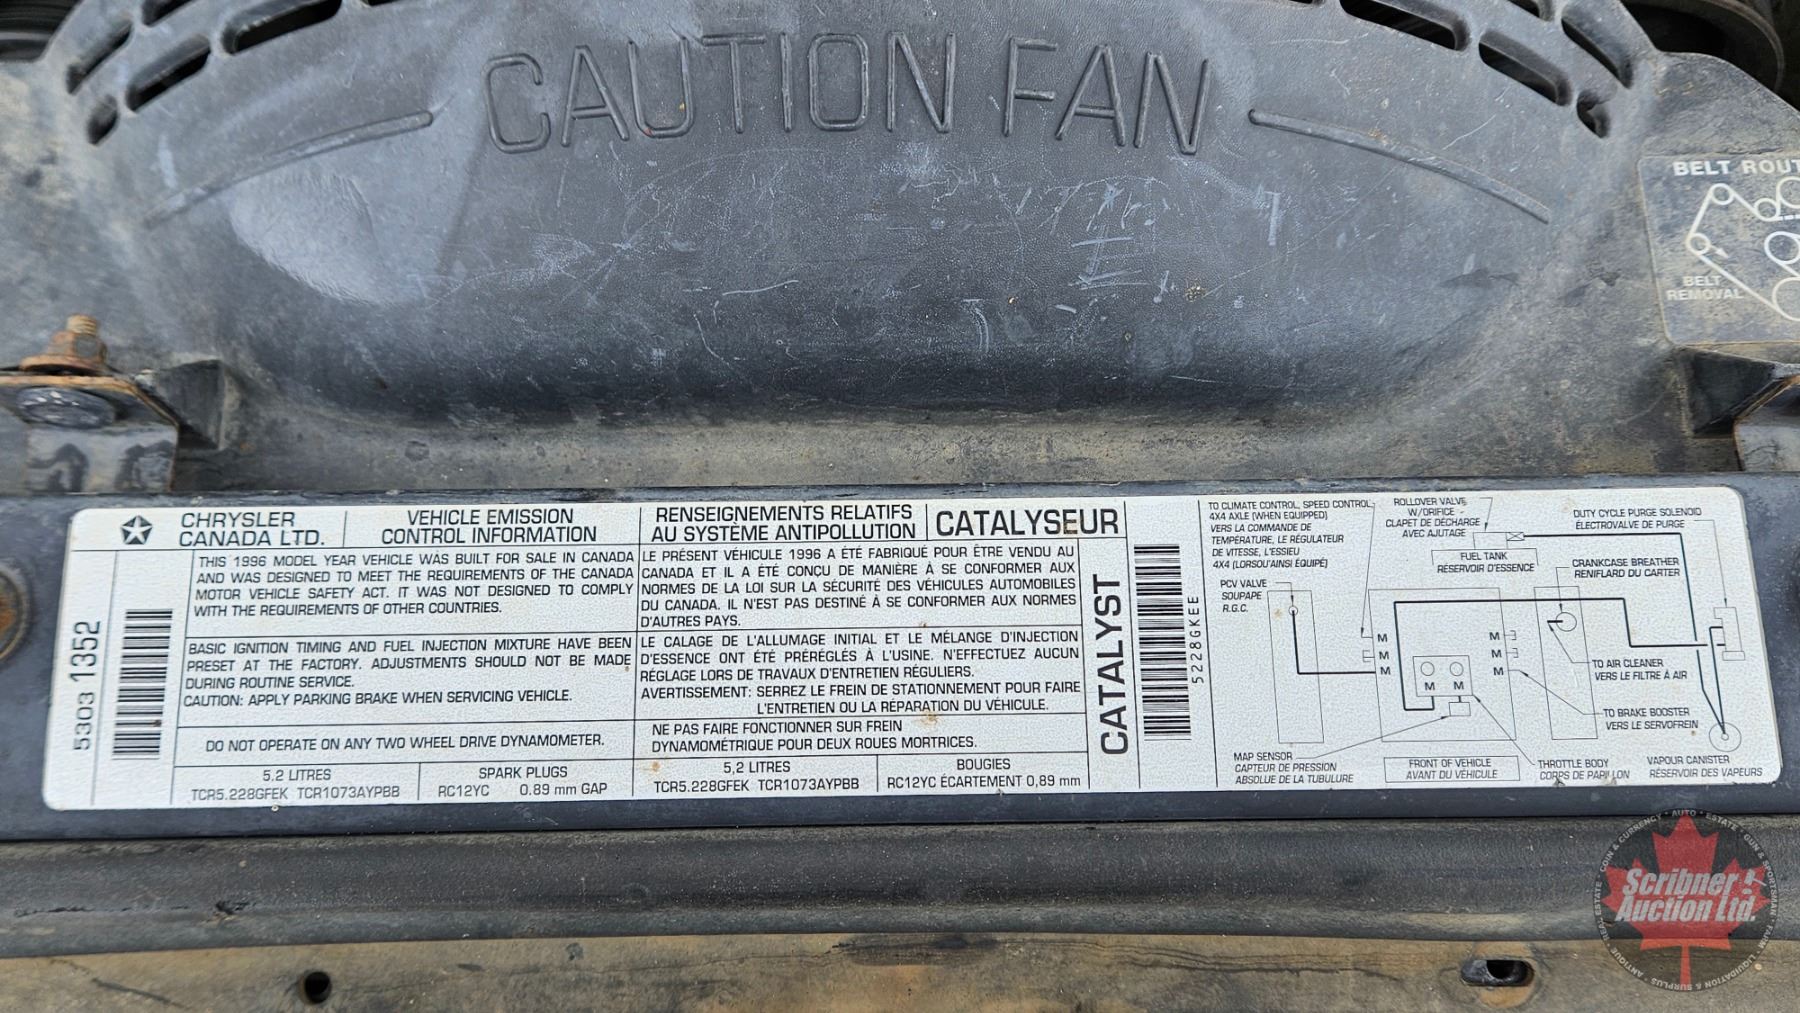 CAUTION FAN
BELT ROUT
BELT
REMOVAL
CHRYSLER
CANADA LTD.
VEHICLE EMISSION
CONTROL INFORMATION
RENSEIGNEMENTS RELATIFS
AU SYSTÈME ANTIPOLLUTION
CATALYSEUR
THIS 1996 MODEL YEAR VEHICLE WAS BUILT FOR SALE IN CANADA
AND WAS DESIGNED TO MEET THE REQUIREMENTS OF THE CANADA
MOTOR VEHICLE SAFETY ACT. IT WAS NOT DESIGNED TO COMPLY
WITH THE REQUIREMENTS OF OTHER COUNTRIES.
LE PRÉSENT VÉHICULE 1996 A ÉTÉ FABRIQUÉ POUR ÊTRE VENDU AU
CANADA ET IL A ÉTÉ CONÇU DE MANIÈRE À SE CONFORMER AUX
NORMES DE LA LOI SUR LA SÉCURITÉ DES VÉHICULES AUTOMOBILES
DU CANADA. IL N'EST PAS DESTINÉ À SE CONFORMER AUX NORMES
D'AUTRES PAYS.
BASIC IGNITION TIMING AND FUEL INJECTION MIXTURE HAVE BEEN
PRESET AT THE FACTORY. ADJUSTMENTS SHOULD NOT BE MADE
DURING ROUTINE SERVICE.
CAUTION: APPLY PARKING BRAKE WHEN SERVICING VEHICLE.
LE CALAGE DE L'ALLUMAGE INITIAL ET LE MÉLANGE D'INJECTION
D'ESSENCE ONT ÉTÉ PRÉRÉGLÉS À L'USINE. N'EFFECTUEZ AUCUN
RÉGLAGE LORS DE TRAVAUX D'ENTRETIEN RÉGULIERS.
AVERTISSEMENT: SERREZ LE FREIN DE STATIONNEMENT POUR FAIRE
L'ENTRETIEN OU LA RÉPARATION DU VÉHICULE.
DO NOT OPERATE ON ANY TWO WHEEL DRIVE DYNAMOMETER.
NE PAS FAIRE FONCTIONNER SUR FREIN
DYNAMOMÉTRIQUE POUR DEUX ROUES MOTRICES.
5.2 LITRES
TCR5.228GFEK TCR1073AYPBB
SPARK PLUGS
RC12YC 0.89 mm GAP
5,2 LITRES
TCR5.228GFEK TCR1073AYPBB
BOUGIES
RC12YC ÉCARTEMENT 0,89 mm
5303 1352
CATALYST
5228GKEE
TO CLIMATE CONTROL, SPEED CONTROL,
4X4 AXLE (WHEN EQUIPPED)
VERS LA COMMANDE DE
TEMPÉRATURE, LE RÉGULATEUR
DE VITESSE, L'ESSIEU
4X4 (LORSQU'AINSI ÉQUIPÉ)
PCV VALVE
SOUPAPE
R.G.C.
ROLLOVER VALVE
W/ORIFICE
CLAPET DE DÉCHARGE
AVEC AJUTAGE
FUEL TANK
RÉSERVOIR D'ESSENCE
DUTY CYCLE PURGE SOLENOID
ÉLECTROVALVE DE PURGE
CRANKCASE BREATHER
RENIFLARD DU CARTER
M M
M M
M M
M M
TO AIR CLEANER
VERS LE FILTRE À AIR
TO BRAKE BOOSTER
VERS LE SERVOFREIN
MAP SENSOR
CAPTEUR DE PRESSION
ABSOLUE DE LA TUBULURE
FRONT OF VEHICLE
AVANT DU VÉHICULE
THROTTLE BODY
CORPS DE PAPILLON
VAPOUR CANISTER
RÉSERVOIR DES VAPEURS
Scribner
Auction Ltd.
ANTIQUE · REAL ESTATE · COIN & CURRENCY · AUTO · ESTATE · GUN & SPORTSMAN · FARM · LIQUIDATION & SURPLUS